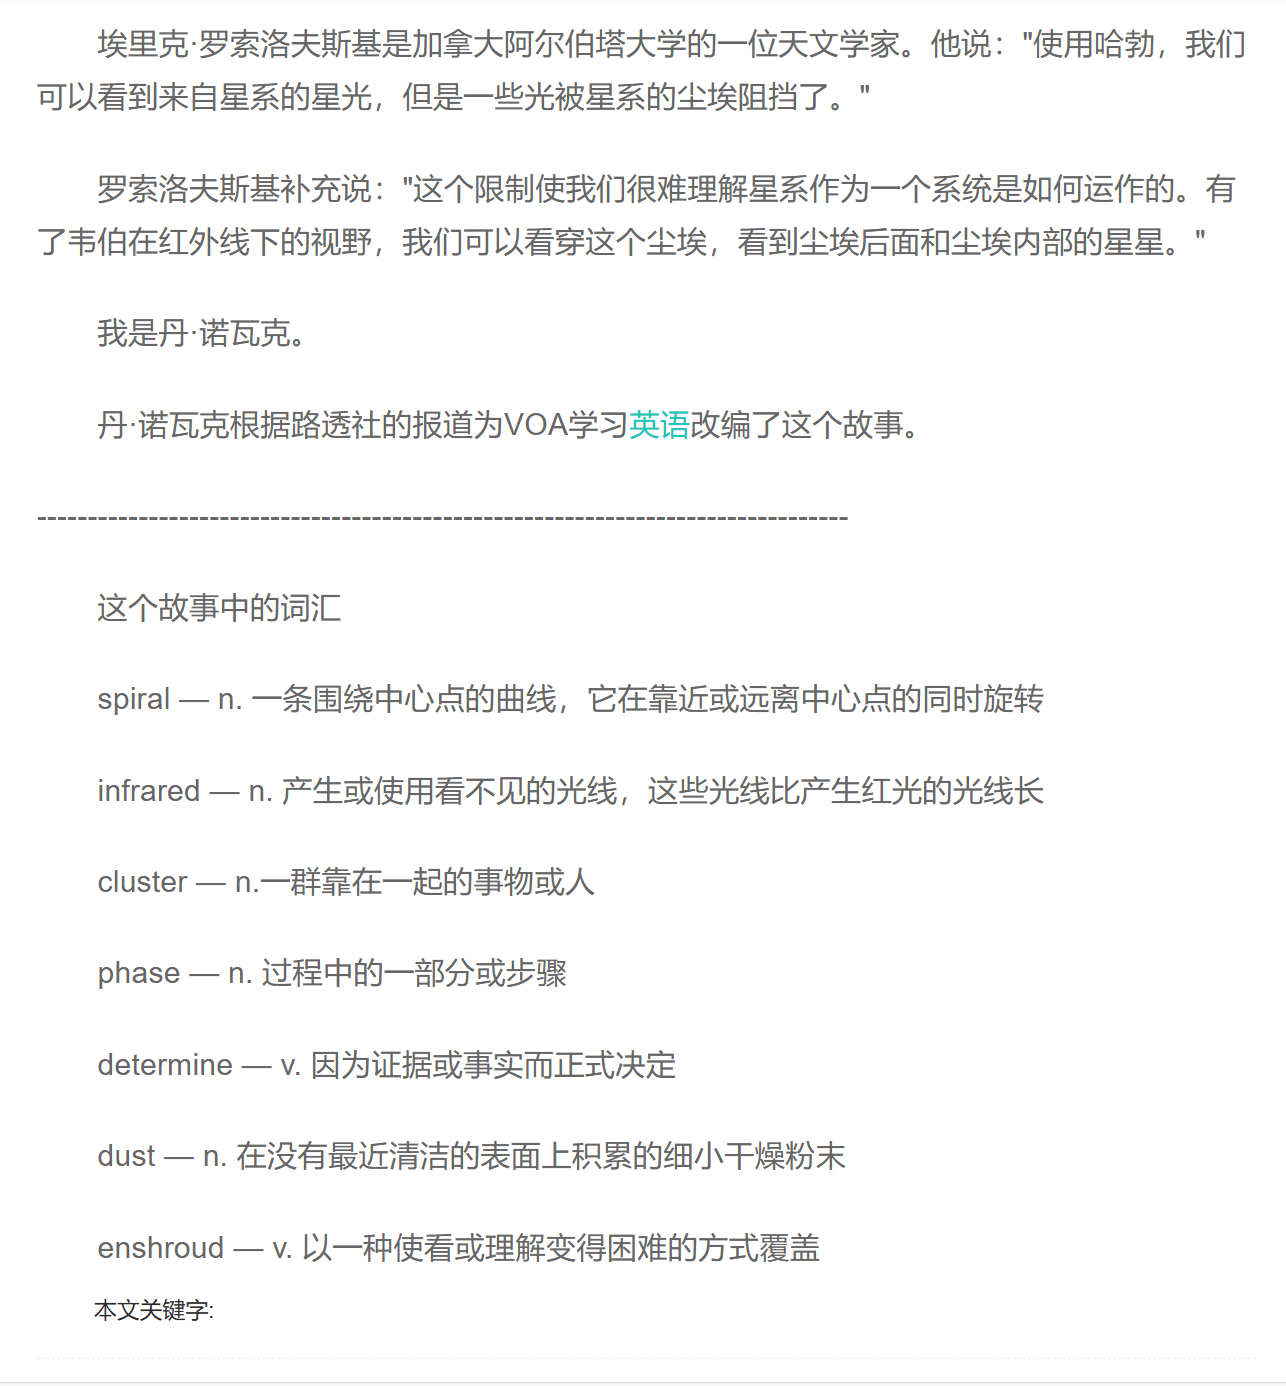 埃里克·罗索洛夫斯基是加拿大阿尔伯塔大学的一位天文学家。他说："使用哈勃，我们
可以看到来自星系的星光，但是一些光被星系的尘埃阻挡了。"
罗索洛夫斯基补充说："这个限制使我们很难理解星系作为一个系统是如何运作的。有
了韦伯在红外线下的视野，我们可以看穿这个尘埃，看到尘埃后面和尘埃内部的星星。"
我是丹·诺瓦克。
丹·诺瓦克根据路透社的报道为VOA学习英语改编了这个故事。
--------------------------------------------------------------------------------
这个故事中的词汇
spiral — n. 一条围绕中心点的曲线，它在靠近或远离中心点的同时旋转
infrared — n. 产生或使用看不见的光线，这些光线比产生红光的光线长
cluster — n.一群靠在一起的事物或人
phase — n. 过程中的一部分或步骤
determine — v. 因为证据或事实而正式决定
dust — n. 在没有最近清洁的表面上积累的细小干燥粉末
enshroud — v. 以一种使看或理解变得困难的方式覆盖
本文关键字: